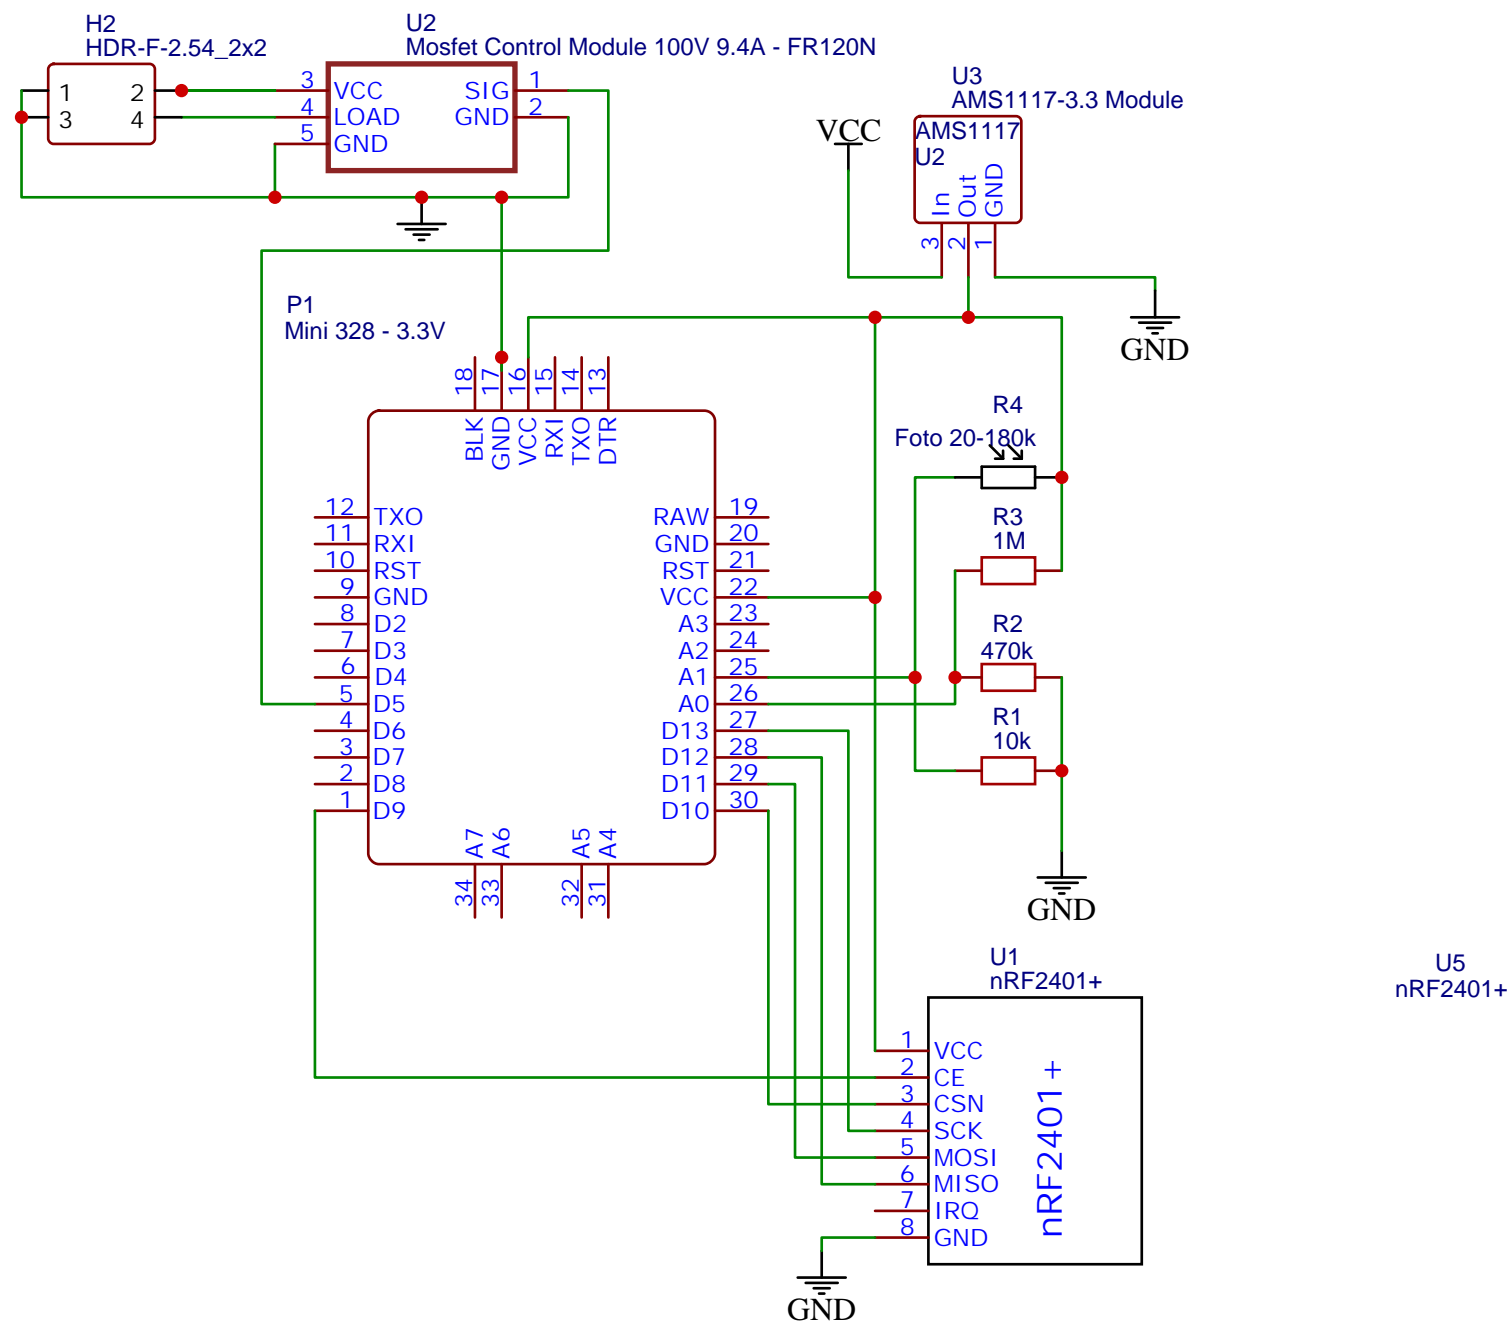 H2
HDR-F-2.54_2x2
1
2
3
4
U2
Mosfet Control Module 100V 9.4A - FR120N
3
VCC
SIG
1
4
LOAD
GND
2
5
GND
U3
AMS1117-3.3 Module
VCC
AMS1117
U2
In
Out
GND
3
2
1
GND
P1
Mini 328 - 3.3V
18
17
16
15
14
13
BLK
GND
VCC
RXI
TXO
DTR
12
TXO
RAW
19
11
RXI
GND
20
10
RST
RST
21
9
GND
VCC
22
8
D2
A3
23
7
D3
A2
24
6
D4
A1
25
5
D5
A0
26
4
D6
D13
27
3
D7
D12
28
2
D8
D11
29
1
D9
D10
30
A7
A6
A5
A4
34
33
32
31
R4
Foto 20-180k
R3
1M
R2
470k
R1
10k
GND
U1
nRF2401+
1
VCC
2
CE
3
CSN
4
SCK
5
MOSI
6
MISO
7
IRQ
8
GND
nRF2401+
GND
U5
nRF2401+